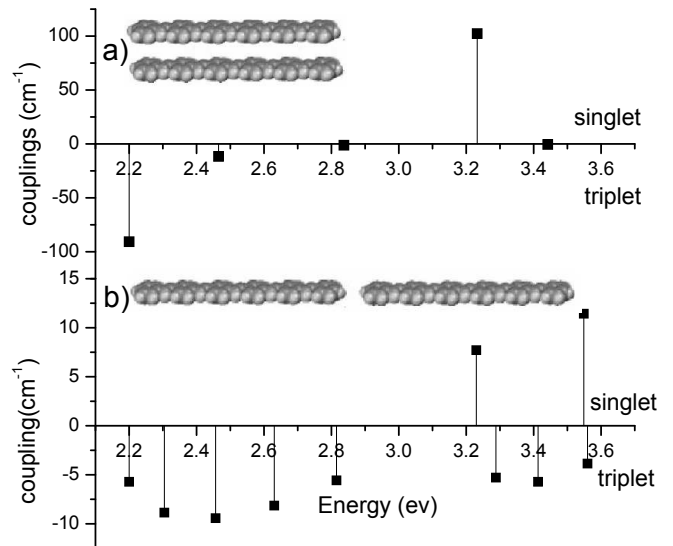 a)
couplings (cm⁻¹)
100
50
0
-50
-100
singlet
2.2 2.4 2.6 2.8 3.0 3.2 3.4 3.6
triplet
b)
coupling(cm⁻¹)
15
10
5
0
-5
-10
singlet
2.2 2.4 2.6 2.8 3.0 3.2 3.4 3.6
triplet
Energy (ev)